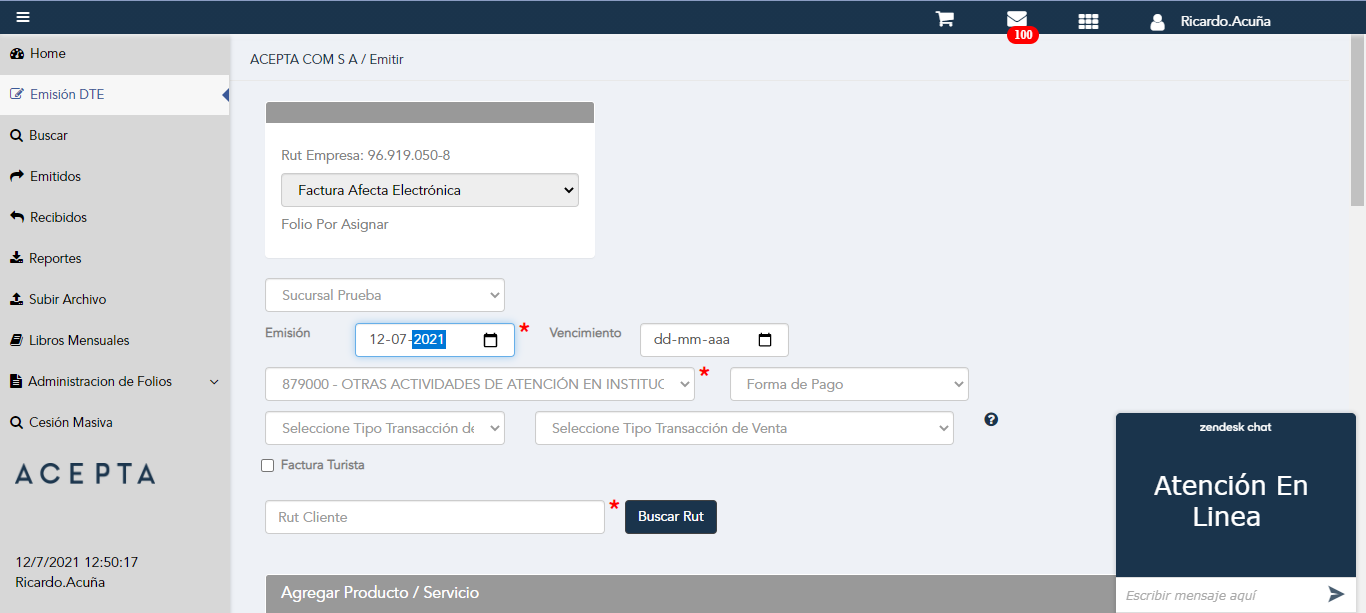 100
Ricardo.Acuña
Home
Emisión DTE
Buscar
Emitidos
Recibidos
Reportes
Subir Archivo
Libros Mensuales
Administracion de Folios
Cesión Masiva
ACEPTA
12/7/2021 12:50:17
Ricardo.Acuña
ACEPTA COM S A / Emitir
Rut Empresa: 96.919.050-8
Factura Afecta Electrónica
Folio Por Asignar
Sucursal Prueba
Emisión 12-07-2021 * Vencimiento dd-mm-aaa
879000 - OTRAS ACTIVIDADES DE ATENCIÓN EN INSTITUC * Forma de Pago
Seleccione Tipo Transacción de Seleccione Tipo Transacción de Venta ?
Factura Turista
Rut Cliente * Buscar Rut
Agregar Producto / Servicio
zendesk chat
Atención En
Linea
Escribir mensaje aquí